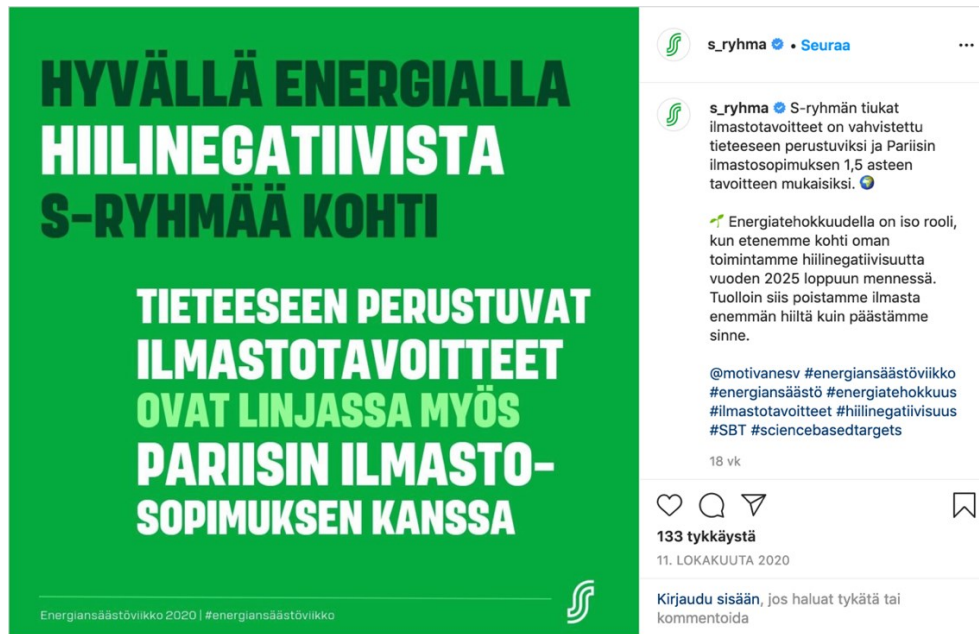 HYVÄLLÄ ENERGIALLA
HIILINEGATIIVISTA
S-RYHMÄÄ KOHTI
TIETEESEEN PERUSTUVAT
ILMASTOTAVOITTEET
OVAT LINJASSA MYÖS
PARIISIN ILMASTO-
SOPIMUKSEN KANSSA
Energiansäästöviikko 2020 | #energiansäästöviikko
s_ryhma • Seuraa
s_ryhma S-ryhmän tiukat
ilmastotavoitteet on vahvistettu
tieteeseen perustuviksi ja Pariisin
ilmastosopimuksen 1,5 asteen
tavoitteen mukaisiksi. 🌍
🌱 Energiatehokkuudella on iso rooli,
kun etenemme kohti oman
toimintamme hiilinegatiivisuutta
vuoden 2025 loppuun mennessä.
Tuolloin siis poistamme ilmasta
enemmän hiiltä kuin päästämme
sinne.
@motivanesv #energiansäästöviikko
#energiansäästö #energiatehokkuus
#ilmastotavoitteet #hiilinegatiivisuus
#SBT #sciencebasedtargets
18 vk
133 tykkäystä
11. LOKAKUUTA 2020
Kirjaudu sisään, jos haluat tykätä tai
kommentoida